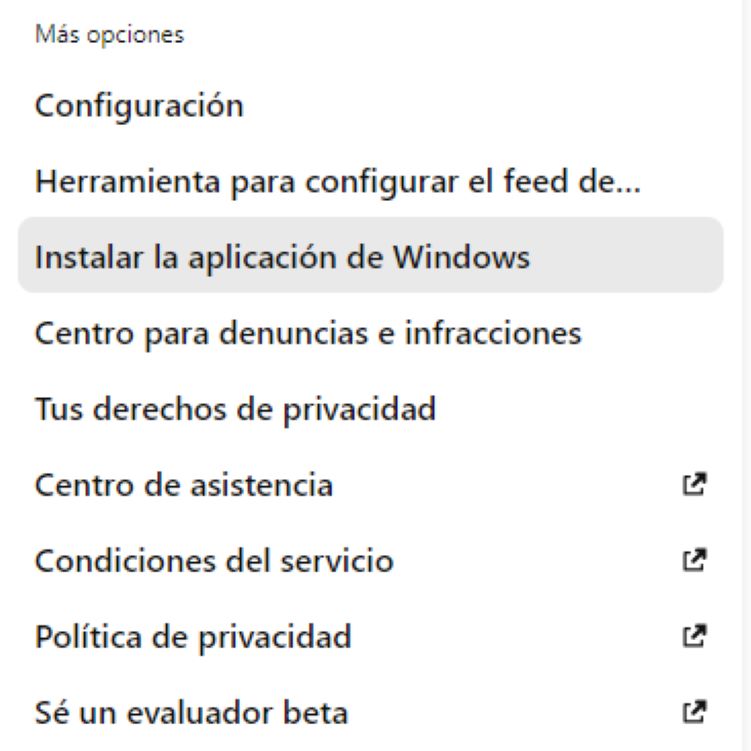 Más opciones
Configuración
Herramienta para configurar el feed de...
Instalar la aplicación de Windows
Centro para denuncias e infracciones
Tus derechos de privacidad
Centro de asistencia
Condiciones del servicio
Política de privacidad
Sé un evaluador beta